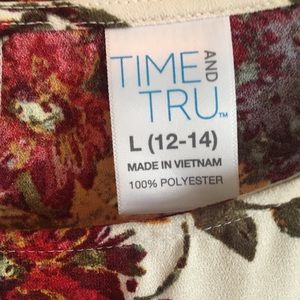 TIME AND
TRU™
L (12-14)
MADE IN VIETNAM
100% POLYESTER